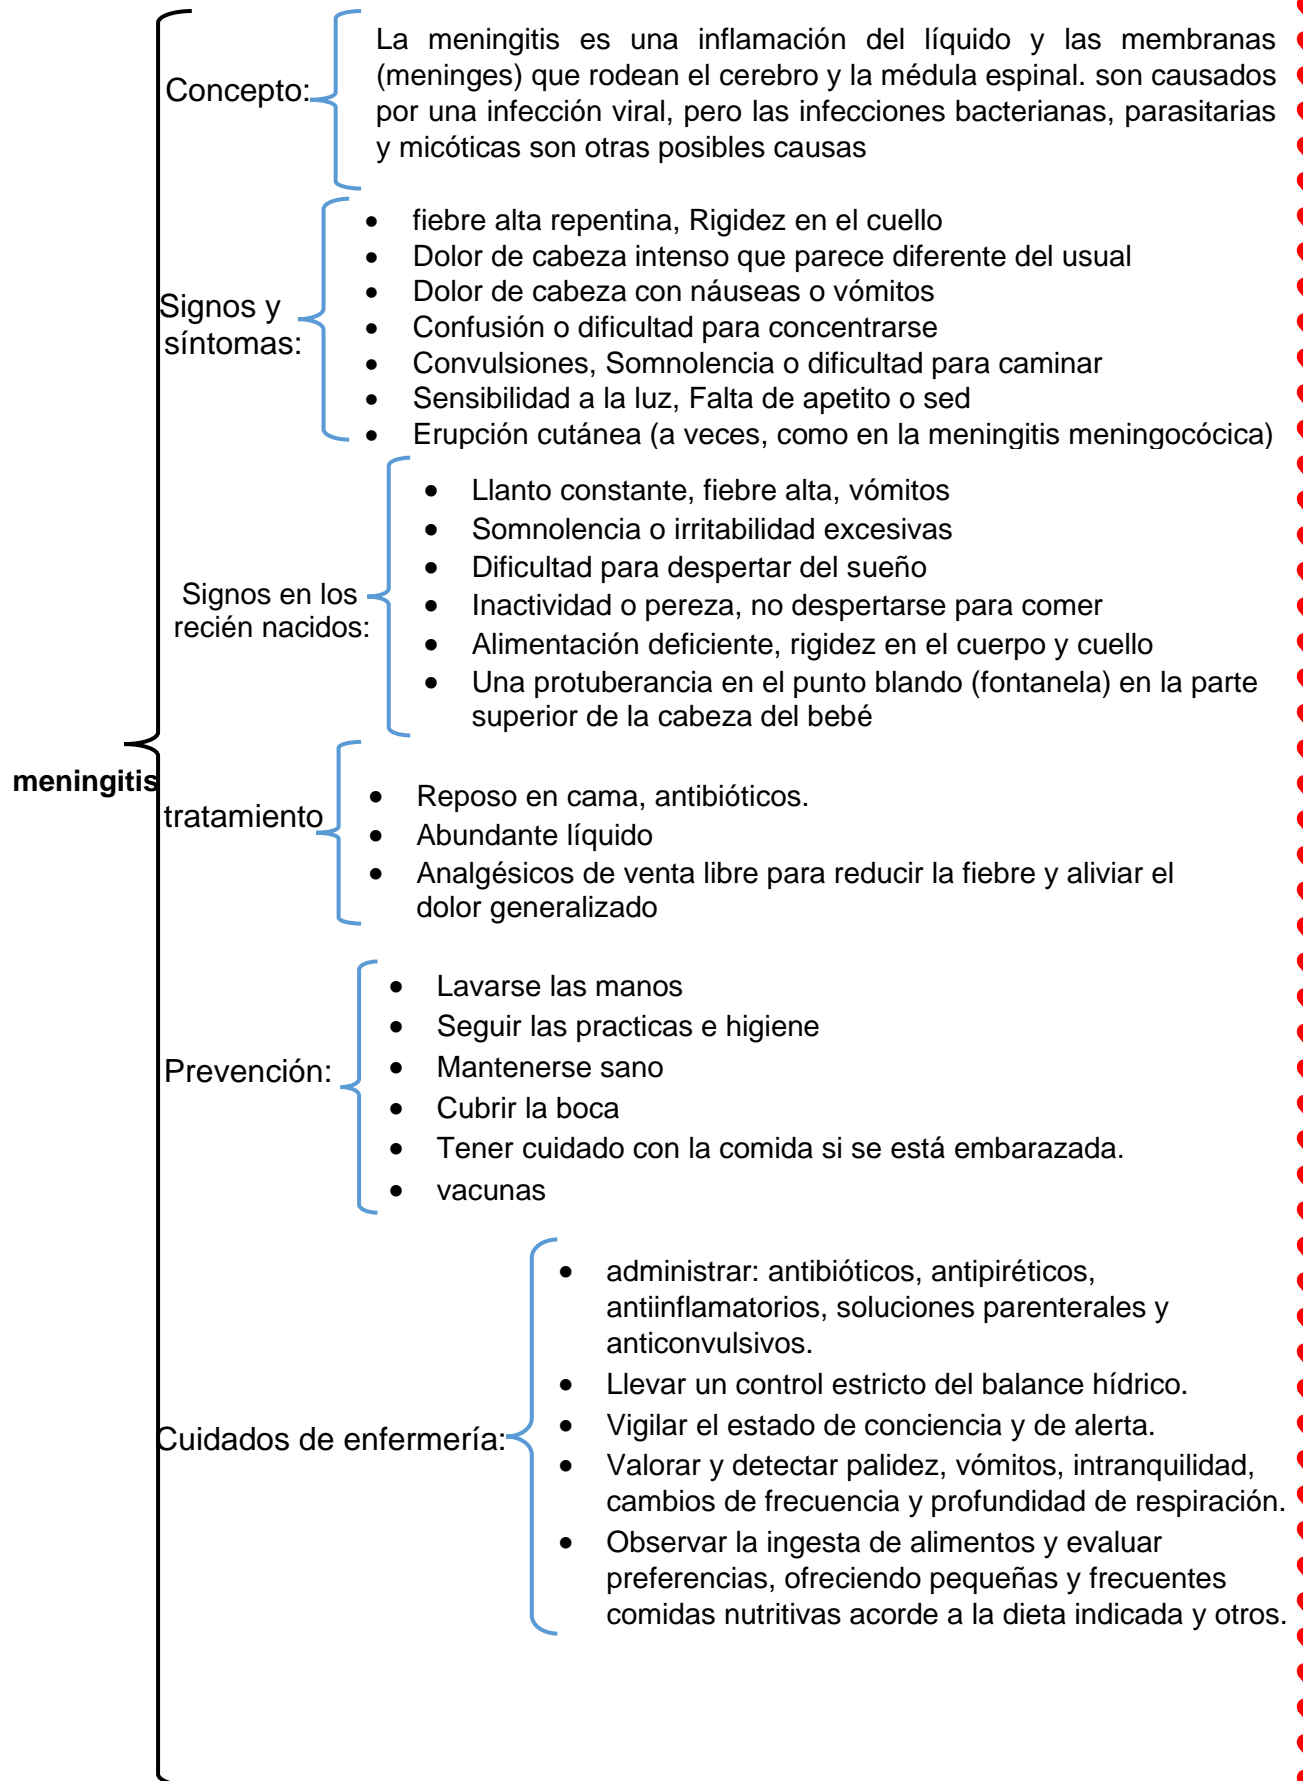 La meningitis es una inflamación del líquido y las membranas
(meninges) que rodean el cerebro y la médula espinal. son causados
Concepto:
por una infección viral, pero las infecciones bacterianas, parasitarias
y micóticas son otras posibles causas
• fiebre alta repentina, Rigidez en el cuello
• Dolor de cabeza intenso que parece diferente del usual
• Dolor de cabeza con náuseas o vómitos
Signos y
síntomas:
• Confusión o dificultad para concentrarse
• Convulsiones, Somnolencia o dificultad para caminar
• Sensibilidad a la luz, Falta de apetito o sed
• Erupción cutánea (a veces, como en la meningitis meningocócica)
• Llanto constante, fiebre alta, vómitos
• Somnolencia o irritabilidad excesivas
• Dificultad para despertar del sueño
Signos en los
recién nacidos:
• Inactividad o pereza, no despertarse para comer
• Alimentación deficiente, rigidez en el cuerpo y cuello
• Una protuberancia en el punto blando (fontanela) en la parte
superior de la cabeza del bebé
meningitis
tratamiento
• Reposo en cama, antibióticos.
• Abundante líquido
• Analgésicos de venta libre para reducir la fiebre y aliviar el
dolor generalizado
Prevención:
• Lavarse las manos
• Seguir las practicas e higiene
• Mantenerse sano
• Cubrir la boca
• Tener cuidado con la comida si se está embarazada.
• vacunas
Cuidados de enfermería:
• administrar: antibióticos, antipiréticos,
antiinflamatorios, soluciones parenterales y
anticonvulsivos.
• Llevar un control estricto del balance hídrico.
• Vigilar el estado de conciencia y de alerta.
• Valorar y detectar palidez, vómitos, intranquilidad,
cambios de frecuencia y profundidad de respiración.
• Observar la ingesta de alimentos y evaluar
preferencias, ofreciendo pequeñas y frecuentes
comidas nutritivas acorde a la dieta indicada y otros.